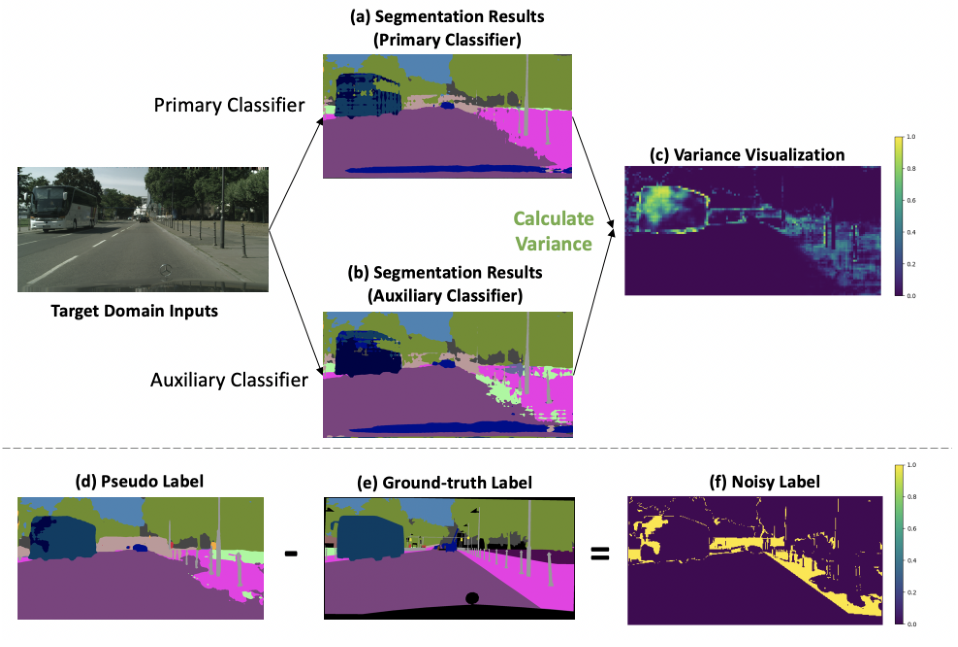 (a) Segmentation Results
(Primary Classifier)
Primary Classifier
Target Domain Inputs
Calculate
Variance
(b) Segmentation Results
(Auxiliary Classifier)
Auxiliary Classifier
(c) Variance Visualization
1.0
0.8
0.6
0.4
0.2
0.0
(d) Pseudo Label
-
(e) Ground-truth Label
=
(f) Noisy Label
1.0
0.8
0.6
0.4
0.2
0.0